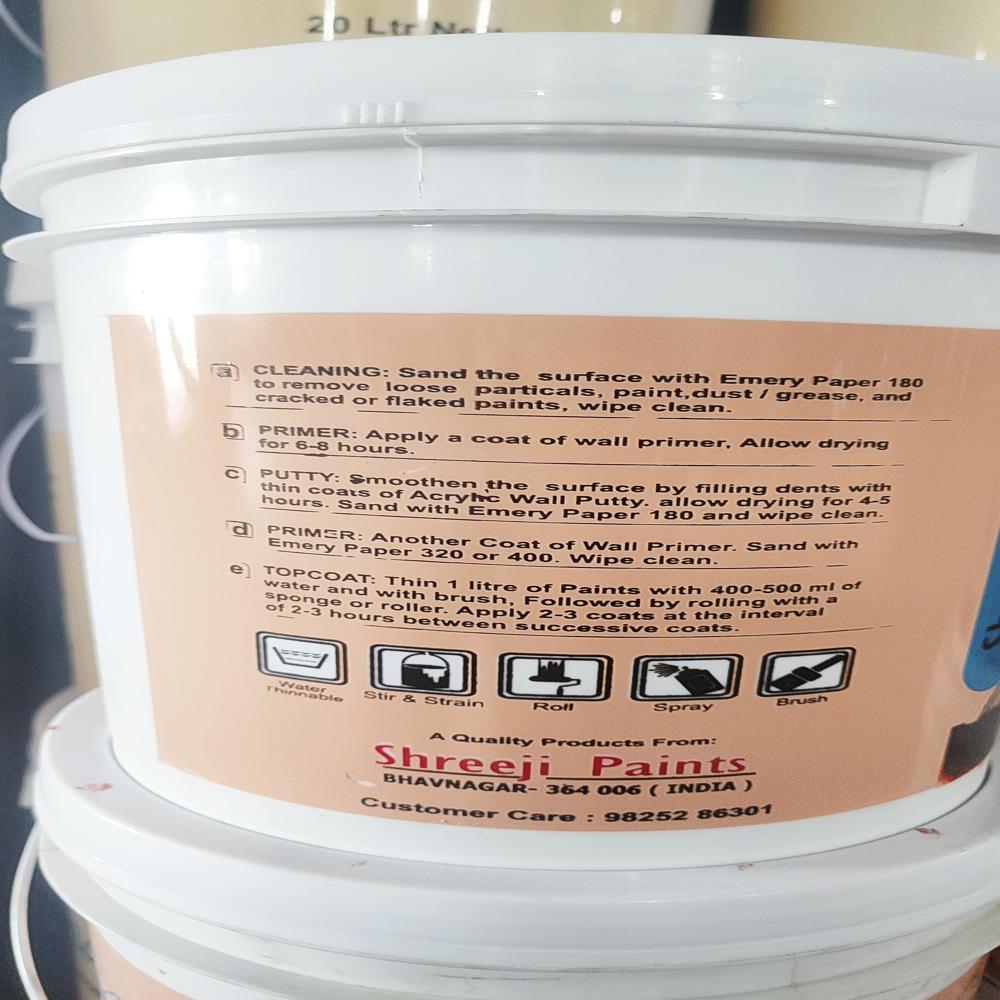 20 Ltr Net
a) CLEANING: Sand the surface with Emery Paper 180
to remove loose particals, paint,dust / grease, and
cracked or flaked paints, wipe clean.
b) PRIMER: Apply a coat of wall primer, Allow drying
for 6-8 hours.
c) PUTTY: Smoothen the surface by filling dents with
thin coats of Acrylic Wall Putty. allow drying for 4-5
hours. Sand with Emery Paper 180 and wipe clean.
d) PRIMER: Another Coat of Wall Primer. Sand with
Emery Paper 320 or 400. Wipe clean.
e) TOPCOAT: Thin 1 litre of Paints with 400-500 ml of
water and with brush, Followed by rolling with a
sponge or roller. Apply 2-3 coats at the interval
of 2-3 hours between successive coats.
Water
Thinnable
Stir & Strain
Roll
Spray
Brush
A Quality Products From:
Shreeji Paints
BHAVNAGAR- 364 006 ( INDIA )
Customer Care : 98252 86301